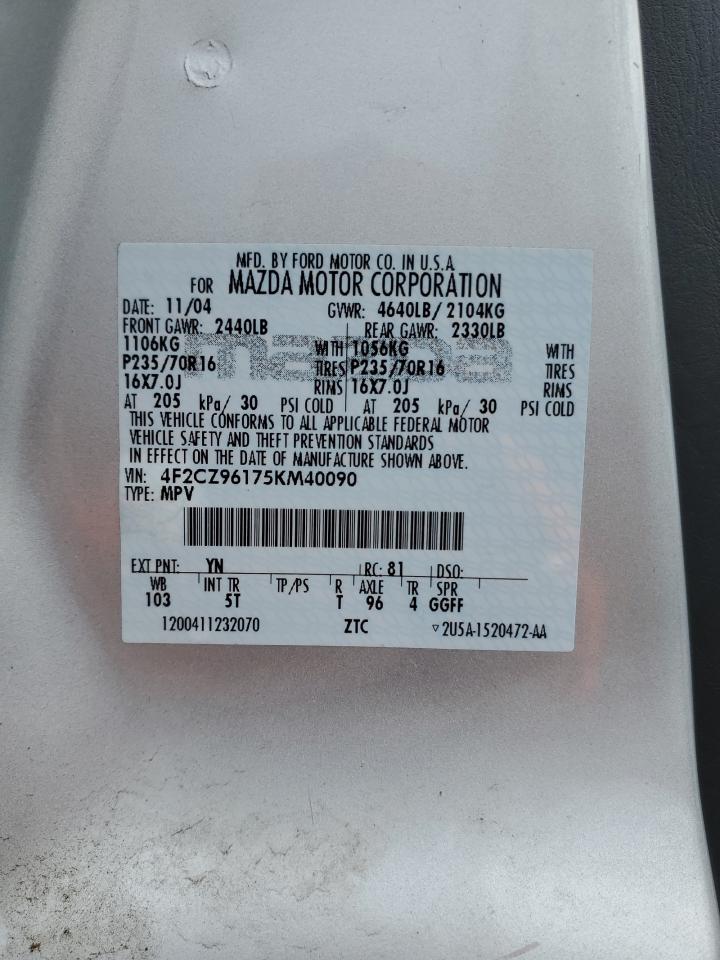 MFD. BY FORD MOTOR CO. IN U.S.A
FOR MAZDA MOTOR CORPORATION
DATE: 11/04 GVWR: 4640LB/ 2104KG
FRONT GAWR: 2440LB REAR GAWR: 2330LB
1106KG WITH 1056KG WITH
mazda
P235/70R16 TIRES P235/70R16 TIRES
16X7.0J RIMS 16X7.0J RIMS
AT 205 kPa/ 30 PSI COLD AT 205 kPa/ 30 PSI COLD
THIS VEHICLE CONFORMS TO ALL APPLICABLE FEDERAL MOTOR
VEHICLE SAFETY AND THEFT PREVENTION STANDARDS
IN EFFECT ON THE DATE OF MANUFACTURE SHOWN ABOVE.
VIN: 4F2CZ96175KM40090
TYPE: MPV
EXT PNT: YN RC: 81 DSO:
WB INT TR TP/PS R AXLE TR SPR
103 5T T 96 4 GGFF
1200411232070 ZTC ▽2U5A-1520472-AA